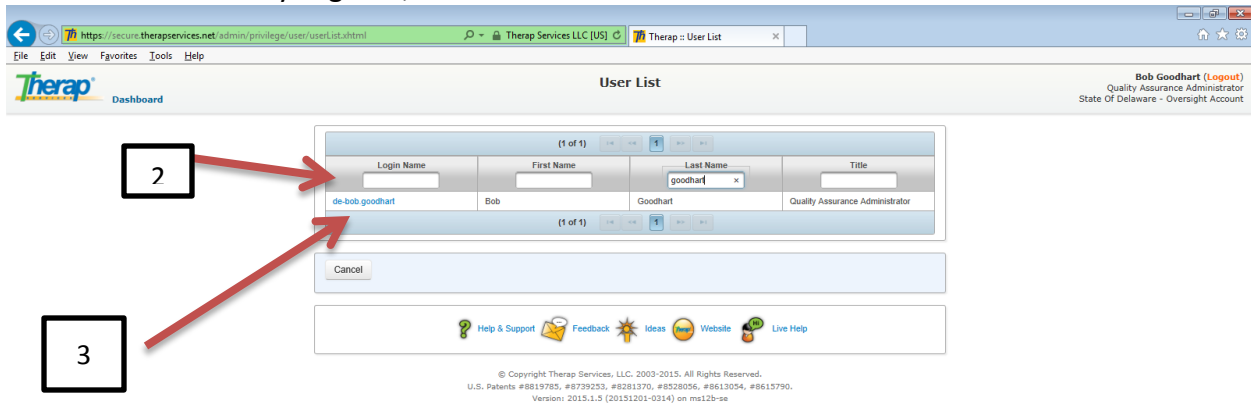 https://secure.therapservices.net/admin/privilege/user/userList.xhtml Therap Services LLC [US] Therap :: User List
File Edit View Favorites Tools Help
Therap SERVICES Dashboard User List Bob Goodhart (Logout)
Quality Assurance Administrator
State Of Delaware - Oversight Account
(1 of 1) 1
2 Login Name First Name Last Name Title
goodhart
de-bob.goodhart Bob Goodhart Quality Assurance Administrator
(1 of 1) 1
Cancel
3
Help & Support Feedback Ideas Website Live Help
© Copyright Therap Services, LLC. 2003-2015. All Rights Reserved.
U.S. Patents #8819785, #8739253, #8281370, #8528056, #8613054, #8615790.
Version: 2015.1.5 (20151201-0314) on ms12b-se